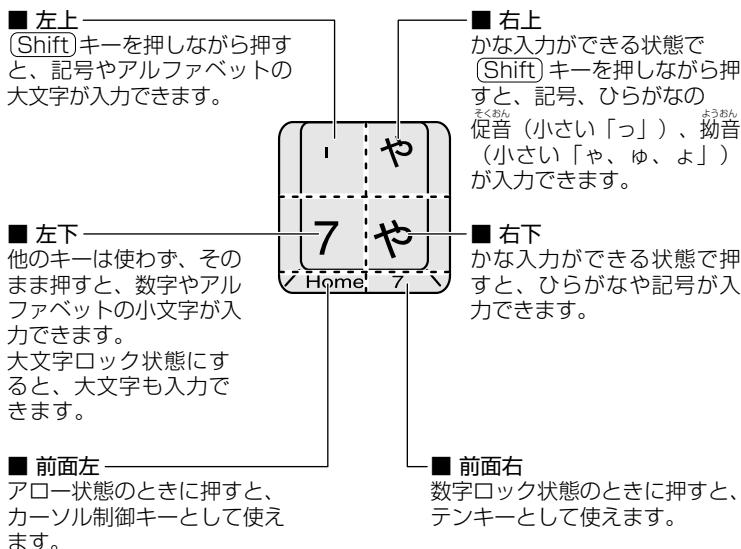 ■ 左上
Shift キーを押しながら押す
と、記号やアルファベットの
大文字が入力できます。
■ 右上
かな入力ができる状態で
Shift キーを押しながら押
すと、記号、ひらがなの
促音（小さい「っ」）、拗音
そくおん ようおん
（小さい「ゃ、ゅ、ょ」）
が入力できます。
' ゃ
7 や
Home 7
■ 左下
他のキーは使わず、その
まま押すと、数字やアル
ファベットの小文字が入
力できます。
大文字ロック状態にす
ると、大文字も入力で
きます。
■ 右下
かな入力ができる状態で押
すと、ひらがなや記号が入
力できます。
■ 前面左
アロー状態のときに押すと、
カーソル制御キーとして使え
ます。
■ 前面右
数字ロック状態のときに押すと、
テンキーとして使えます。